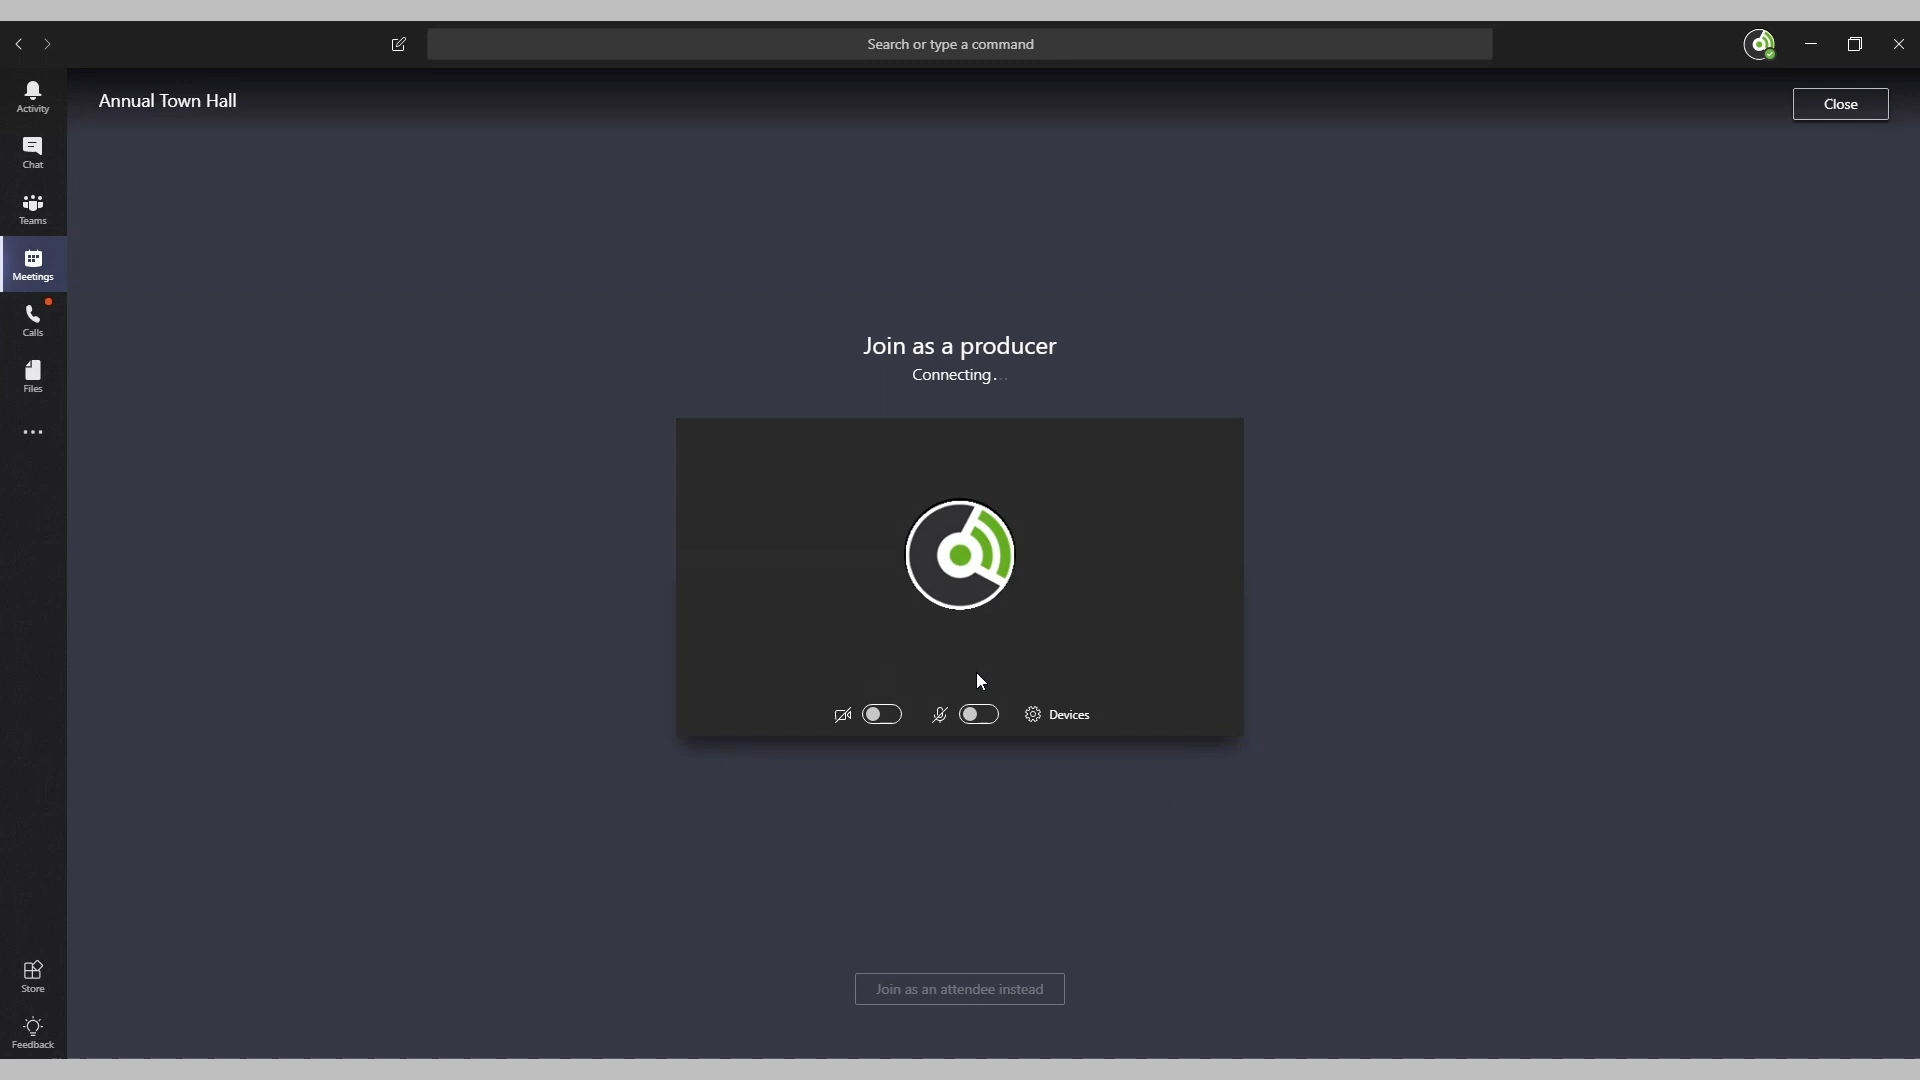 Search or type a command
Activity
Chat
Teams
Meetings
Calls
Files
Store
Feedback
Annual Town Hall
Close
Join as a producer
Connecting...
Devices
Join as an attendee instead